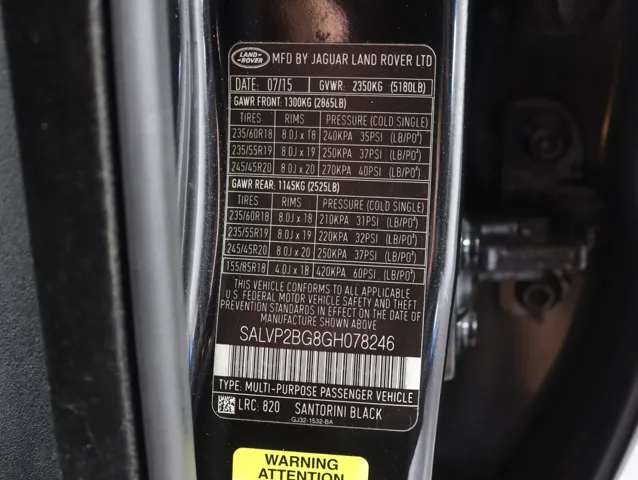 LAND-ROVER MFD BY JAGUAR LAND ROVER LTD
DATE: 07/15 GVWR: 2350KG (5180LB)
GAWR FRONT: 1300KG (2865LB)
TIRES RIMS PRESSURE (COLD SINGLE)
235/60R18 8.0J x 18 240KPA 35PSI (LB/PO²)
235/55R19 8.0J x 19 250KPA 37PSI (LB/PO²)
245/45R20 8.0J x 20 270KPA 40PSI (LB/PO²)
GAWR REAR: 1145KG (2525LB)
TIRES RIMS PRESSURE (COLD SINGLE)
235/60R18 8.0J x 18 210KPA 31PSI (LB/PO²)
235/55R19 8.0J x 19 220KPA 32PSI (LB/PO²)
245/45R20 8.0J x 20 250KPA 37PSI (LB/PO²)
155/85R18 4.0J x 18 420KPA 60PSI (LB/PO²)
THIS VEHICLE CONFORMS TO ALL APPLICABLE
U.S. FEDERAL MOTOR VEHICLE SAFETY AND THEFT
PREVENTION STANDARDS IN EFFECT ON THE DATE
OF MANUFACTURE SHOWN ABOVE
SALVP2BG8GH078246
TYPE: MULTI-PURPOSE PASSENGER VEHICLE
LRC: 820 SANTORINI BLACK
GJ32-1532-BA
WARNING
ATTENTION